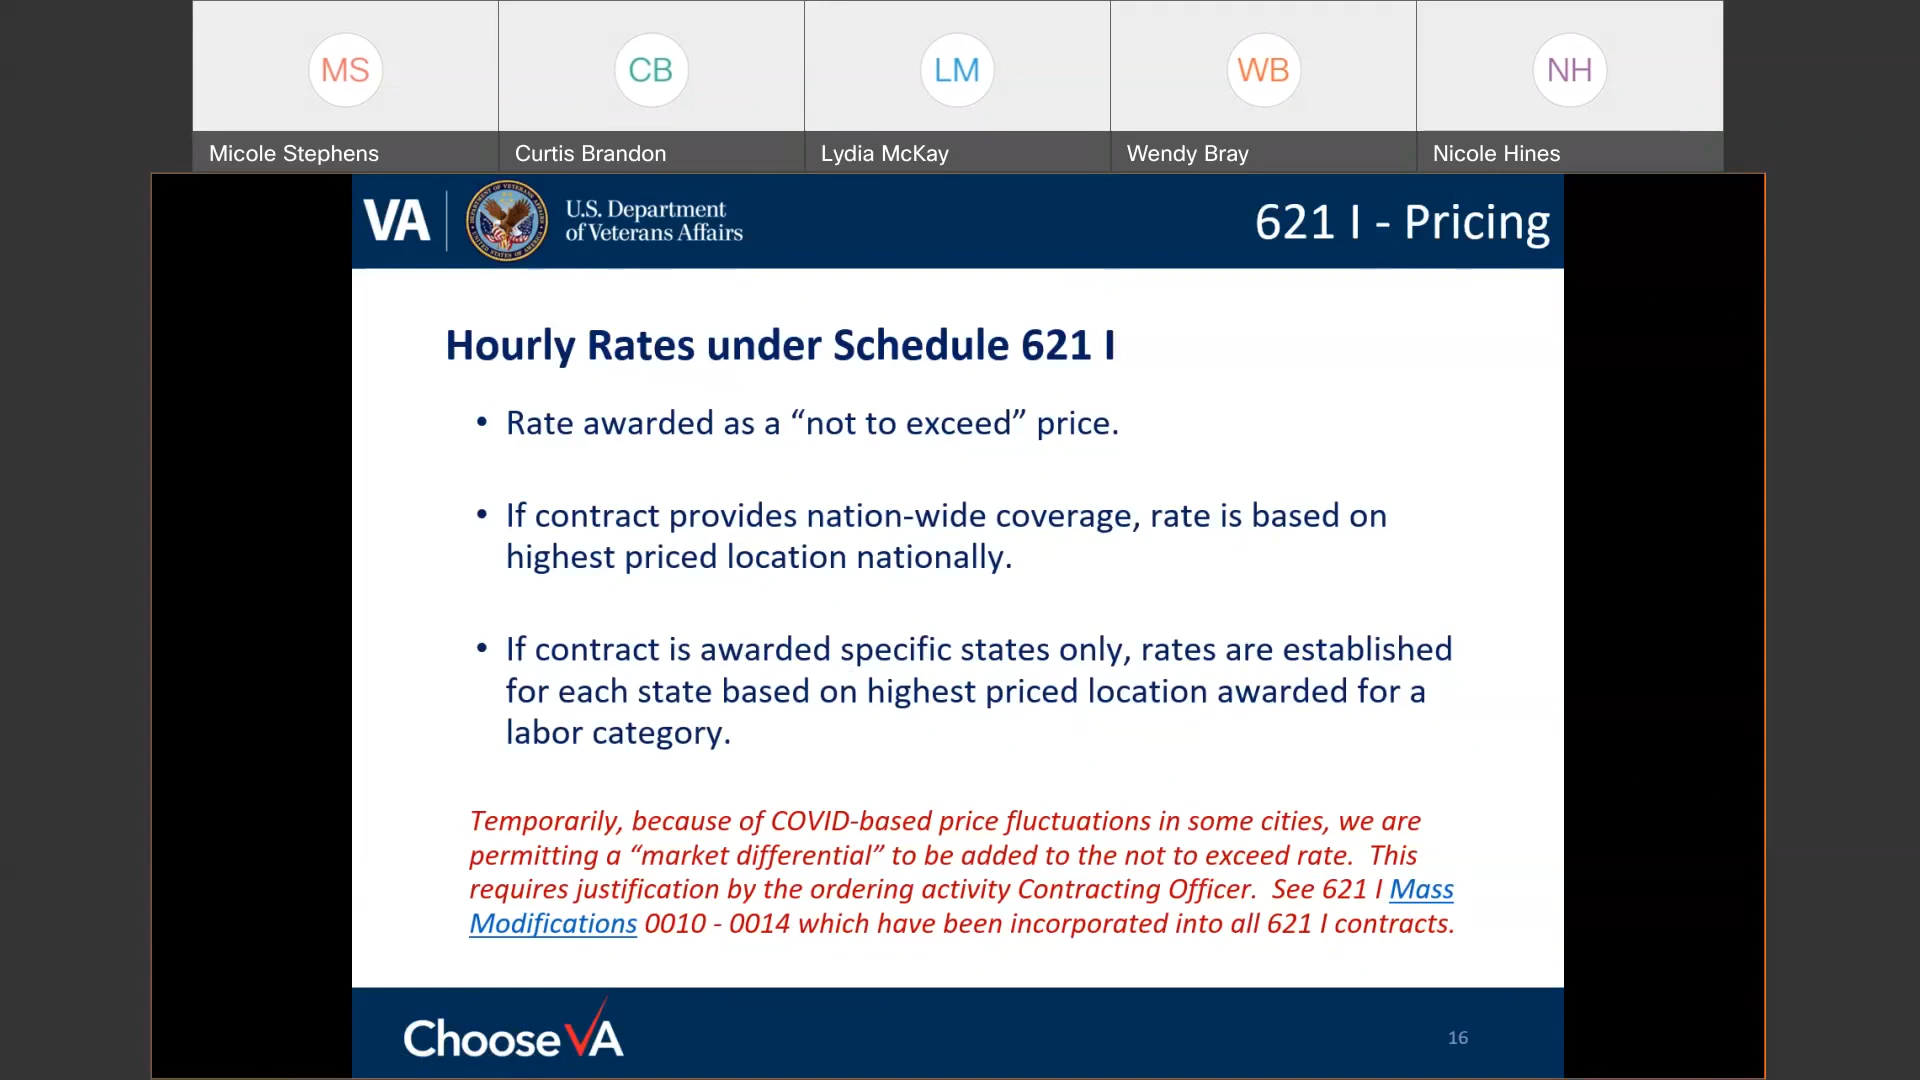 MS
CB
LM
WB
NH
Micole Stephens
Curtis Brandon
Lydia McKay
Wendy Bray
Nicole Hines
VA
U.S. Department
of Veterans Affairs
621 I - Pricing
Hourly Rates under Schedule 621 I
• Rate awarded as a “not to exceed” price.
• If contract provides nation-wide coverage, rate is based on
highest priced location nationally.
• If contract is awarded specific states only, rates are established
for each state based on highest priced location awarded for a
labor category.
Temporarily, because of COVID-based price fluctuations in some cities, we are
permitting a “market differential” to be added to the not to exceed rate. This
requires justification by the ordering activity Contracting Officer. See 621 I Mass
Modifications 0010 - 0014 which have been incorporated into all 621 I contracts.
ChooseVA
16